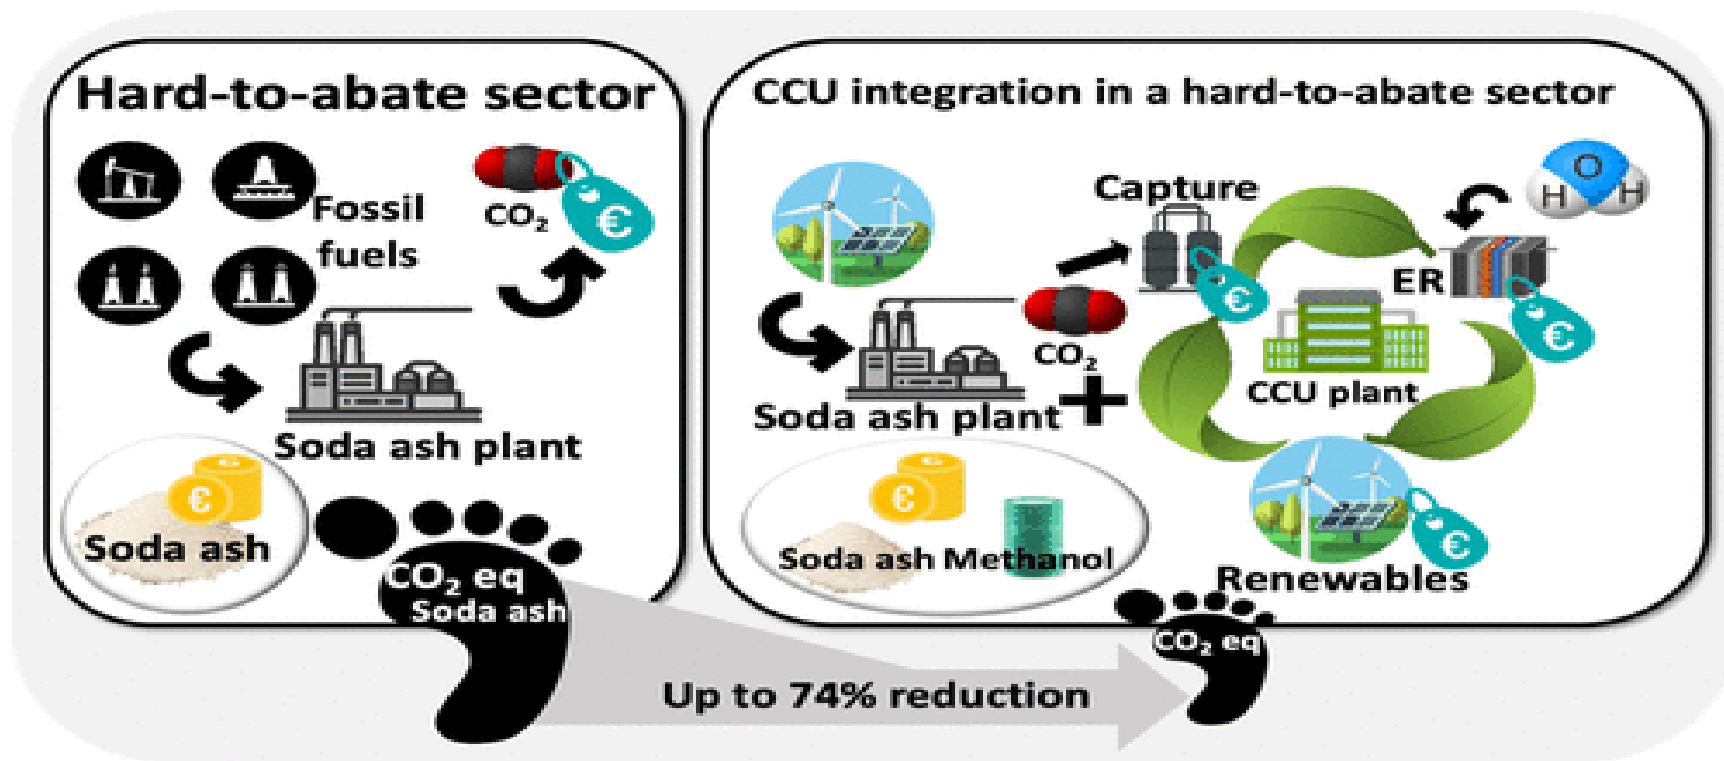 Hard-to-abate sector
Fossil
fuels
CO₂
€
Soda ash plant
€
Soda ash
CO₂ eq
Soda ash
CCU integration in a hard-to-abate sector
Capture
H O H
€
ER
€
CO₂
CCU plant
Soda ash plant +
€
Soda ash Methanol
€
Renewables
CO₂ eq
Up to 74% reduction